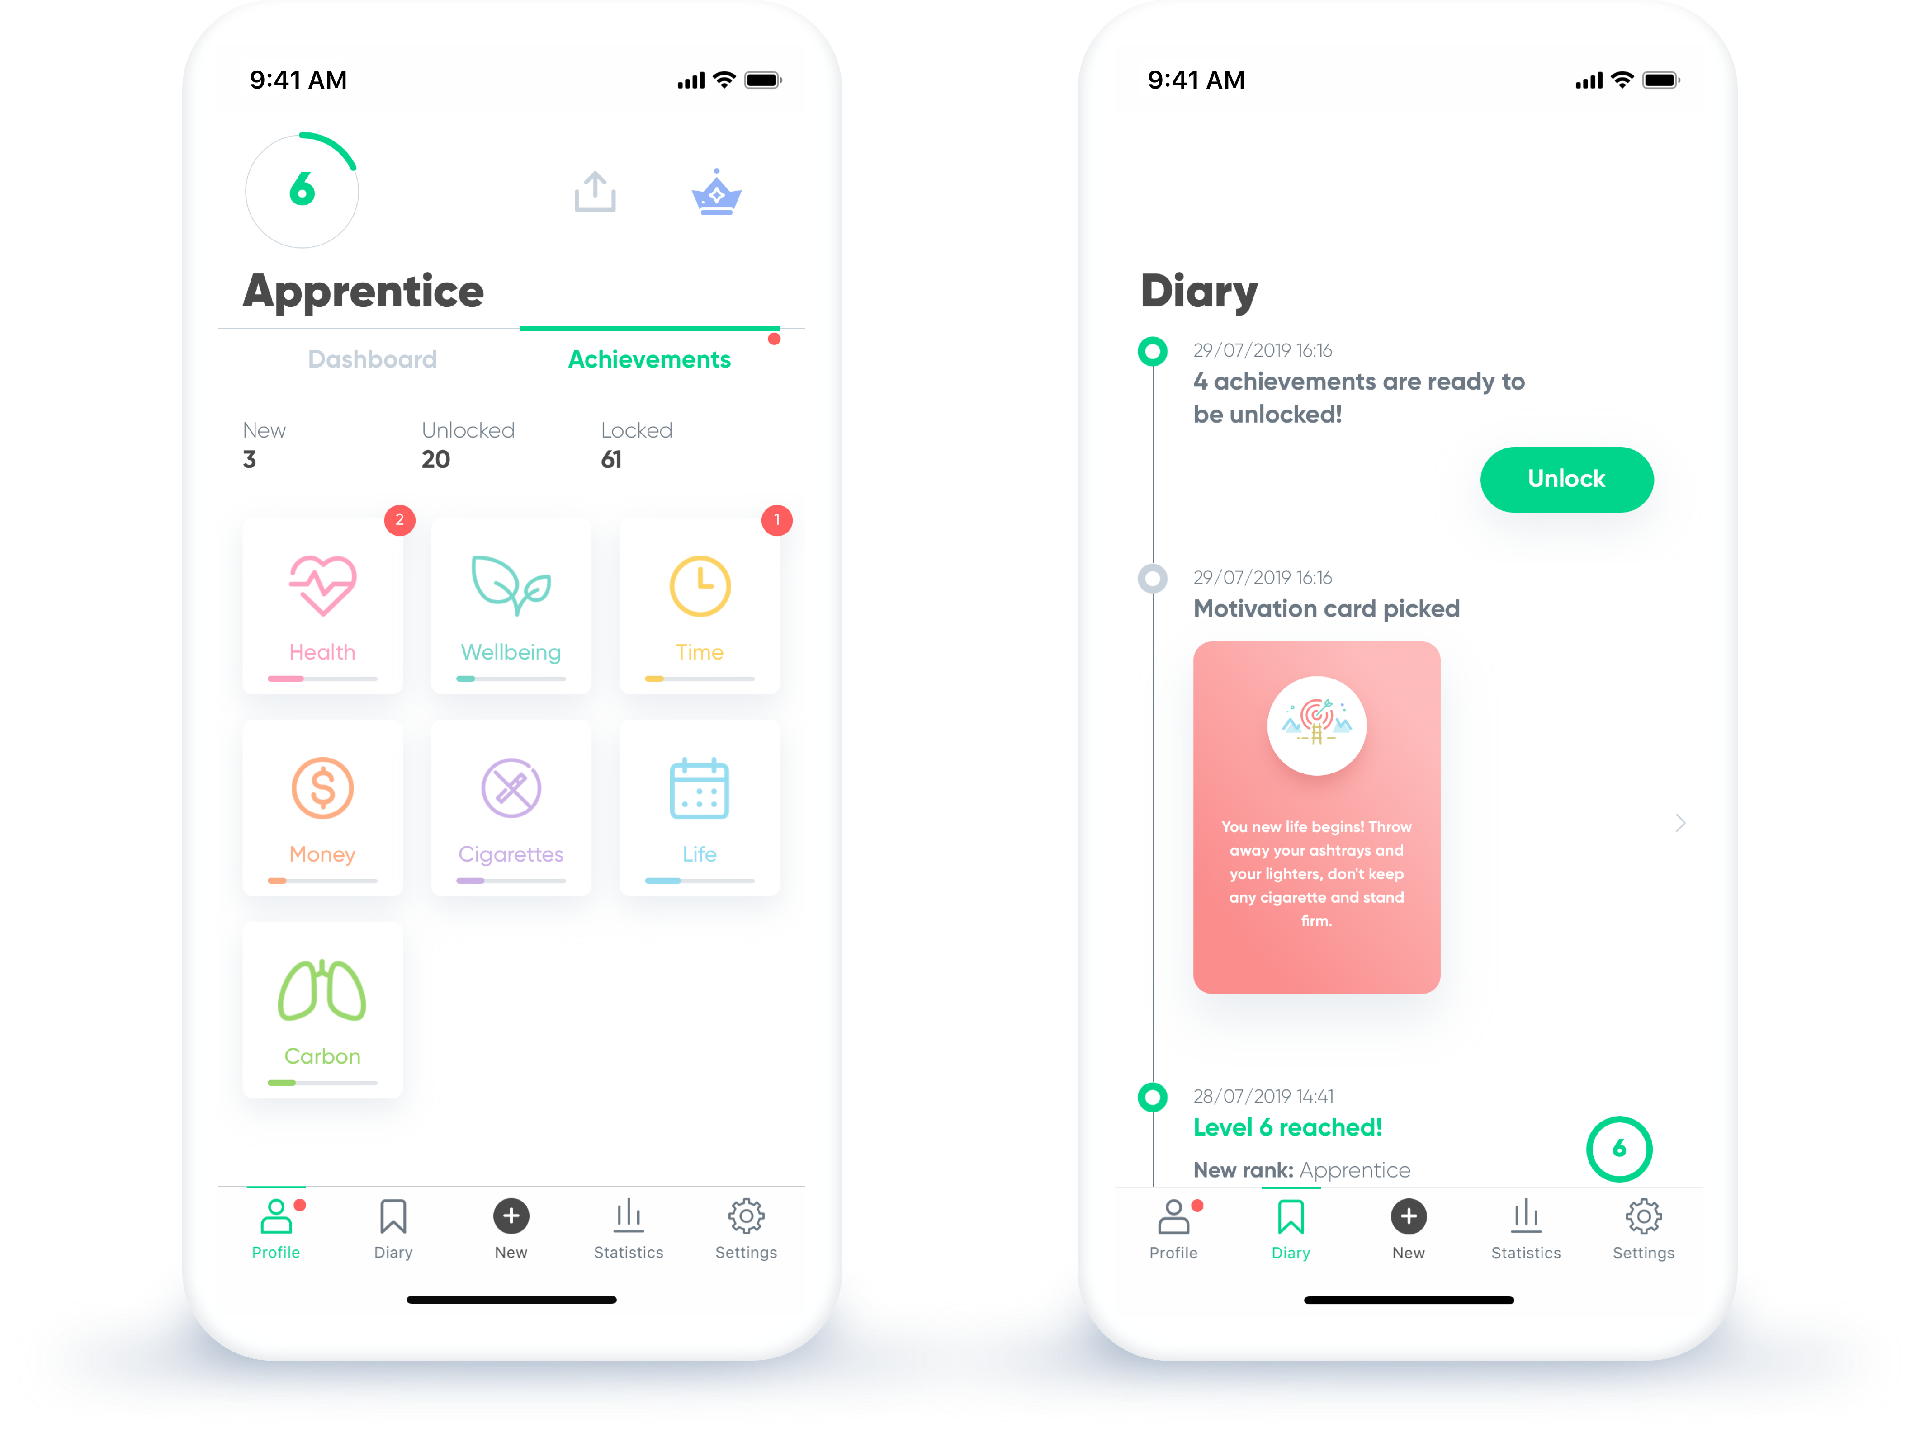 9:41 AM
6
Apprentice
Dashboard
Achievements
New
Unlocked
Locked
3
20
61
2
1
Health
Wellbeing
Time
Money
Cigarettes
Life
Carbon
Profile
Diary
New
Statistics
Settings
9:41 AM
Diary
29/07/2019 16:16
4 achievements are ready to
be unlocked!
Unlock
29/07/2019 16:16
Motivation card picked
You new life begins! Throw
away your ashtrays and
your lighters, don't keep
any cigarette and stand
firm.
28/07/2019 14:41
Level 6 reached!
6
New rank: Apprentice
Profile
Diary
New
Statistics
Settings